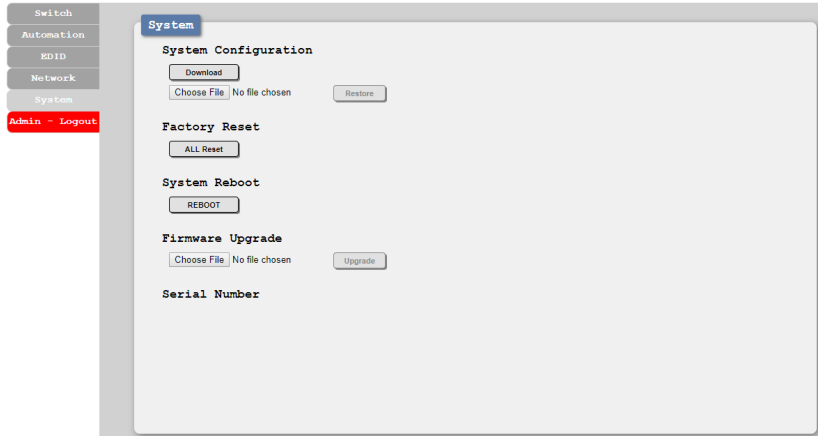 Switch
Automation
EDID
Network
System
Admin - Logout
System
System Configuration
Download
Choose File No file chosen Restore
Factory Reset
ALL Reset
System Reboot
REBOOT
Firmware Upgrade
Choose File No file chosen Upgrade
Serial Number